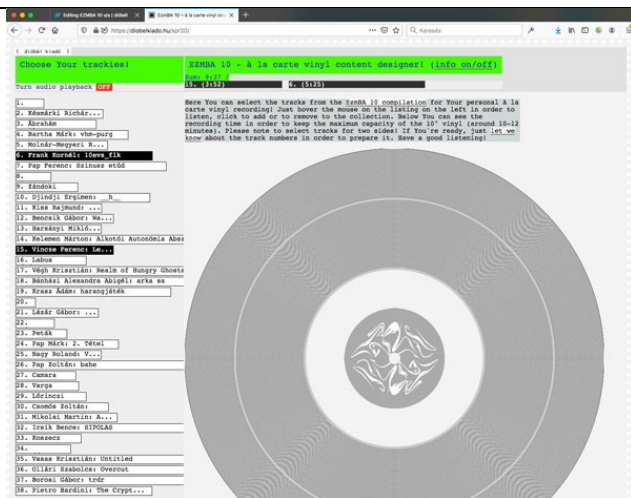 Editing EZMBA 10 s/s | dióbél
EzmBA 10 – à la carte vinyl
https://diobelkiado.hu/spr20/
Keresés
[ dióbél kiadó ]
Choose Your trackies!
Turn audio playback OFF
1.
2. Késmárki Richár...
3. Ábrahám
4. Bartha Márk: vhm-purg
5. Molnár-Megyeri R...
6. Frank Kornél: 10evs_f1k
7. Pap Ferenc: Szinusz etűd
8.
9. Zándoki
10. Djindji Ergimen: __h__
11. Kiss Rajmund: ...
12. Bencsik Gábor: Wa...
13. Harsányi Mikló...
14. Kelemen Márton: Alkotói Autonómia
15. Vincze Ferenc: Le...
16. Labus
17. Végh Krisztián: Realm of Hungry Ghosts
18. Bánházi Alexandra Abigél: arka sa
19. Krasz Ádám: harangjáték
20.
21. Lázár Gábor: ...
22.
23. Peták
24. Pap Márk: 2. Tétel
25. Nagy Roland: V...
26. Pap Zoltán: babe
27. Camara
28. Varga
29. Lőrinczi
30. Csomós Zoltán:
31. Mikolai Martin: A...
32. Irsik Bence: SIPOLAS
33. Koszecz
34.
35. Vasas Krisztián: Untitled
36. Ollári Szabolcs: Overcut
37. Borosi Gábor: trdr
38. Pietro Bardini: The Crypt...
EZMBA 10 – à la carte vinyl content designer! (info on/off)
Sum: 9:37 /
15. (3:52)
6. (5:25)
Here You can select the tracks from the EzmBA 10 compilation for Your personal à la
carte vinyl recording! Just hover the mouse on the listing on the left in order to
listen, click to add or to remove to the collection. Below You can see the
recording time in order to keep the maximum capacity of the 10" vinyl (around 10-12
minutes). Please note to select tracks for two sides! If You're ready, just let we
know about the track numbers in order to prepare it. Have a good listening!